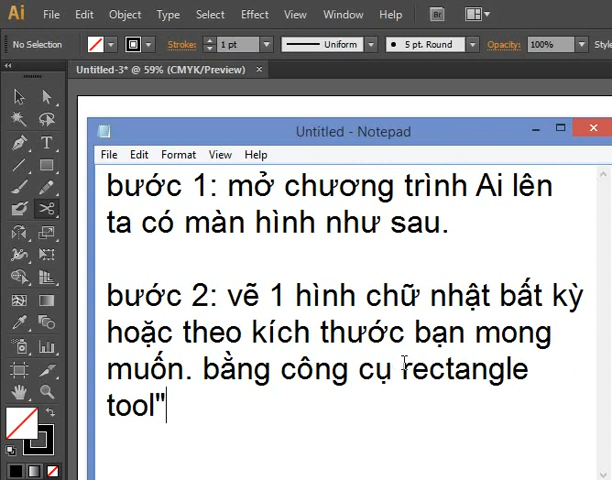 Ai File Edit Object Type Select Effect View Window Help Br
No Selection Stroke: 1 pt Uniform 5 pt. Round Opacity: 100%
Untitled-3* @ 59% (CMYK/Preview) ×
Untitled - Notepad
File Edit Format View Help
bước 1: mở chương trình Ai lên
ta có màn hình như sau.
bước 2: vẽ 1 hình chữ nhật bất kỳ
hoặc theo kích thước bạn mong
muốn. bằng công cụ rectangle
tool"